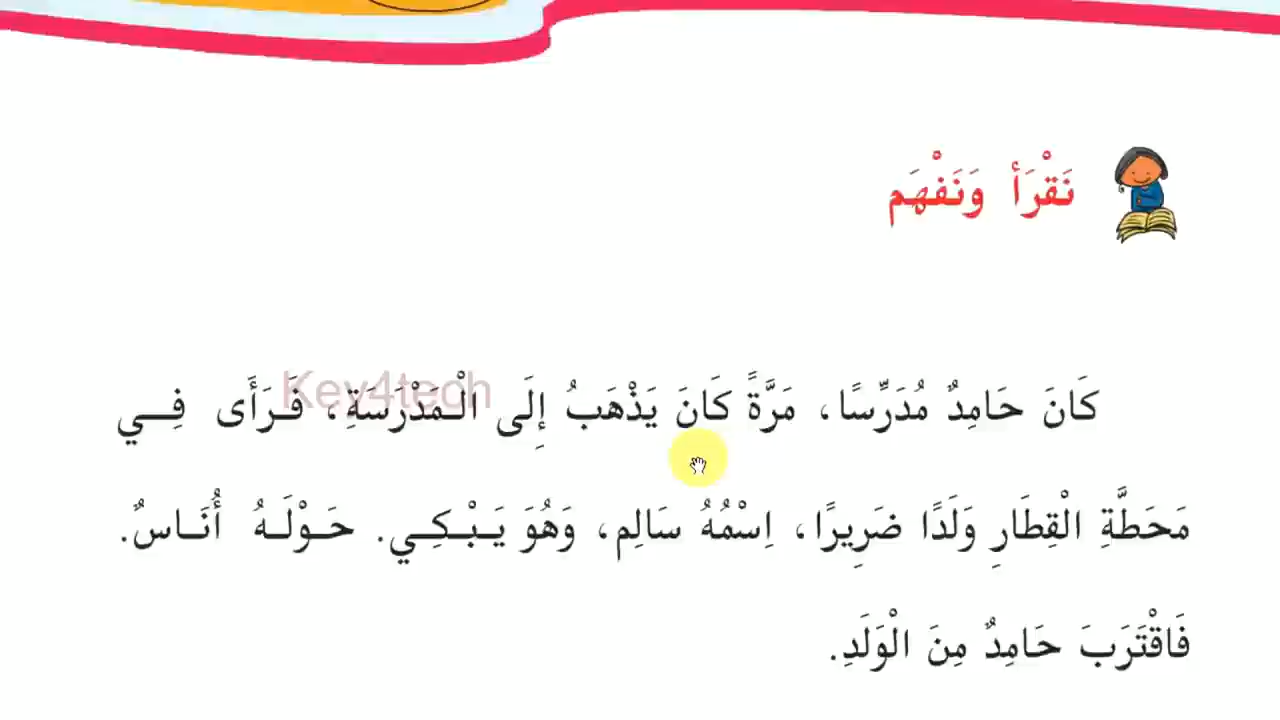 نَقْرَأ وَنَفْهَم
Key4tech
كَانَ حَامِدٌ مُدَرِّسًا، مَرَّةً كَانَ يَذْهَبُ إِلَى الْمَدْرَسَةِ، فَرَأَى فِي
مَحَطَّةِ الْقِطَارِ وَلَدًا ضَرِيرًا، اِسْمُهُ سَالِم، وَهُوَ يَبْكِي. حَوْلَهُ أُنَاسٌ.
فَاقْتَرَبَ حَامِدٌ مِنَ الْوَلَدِ.